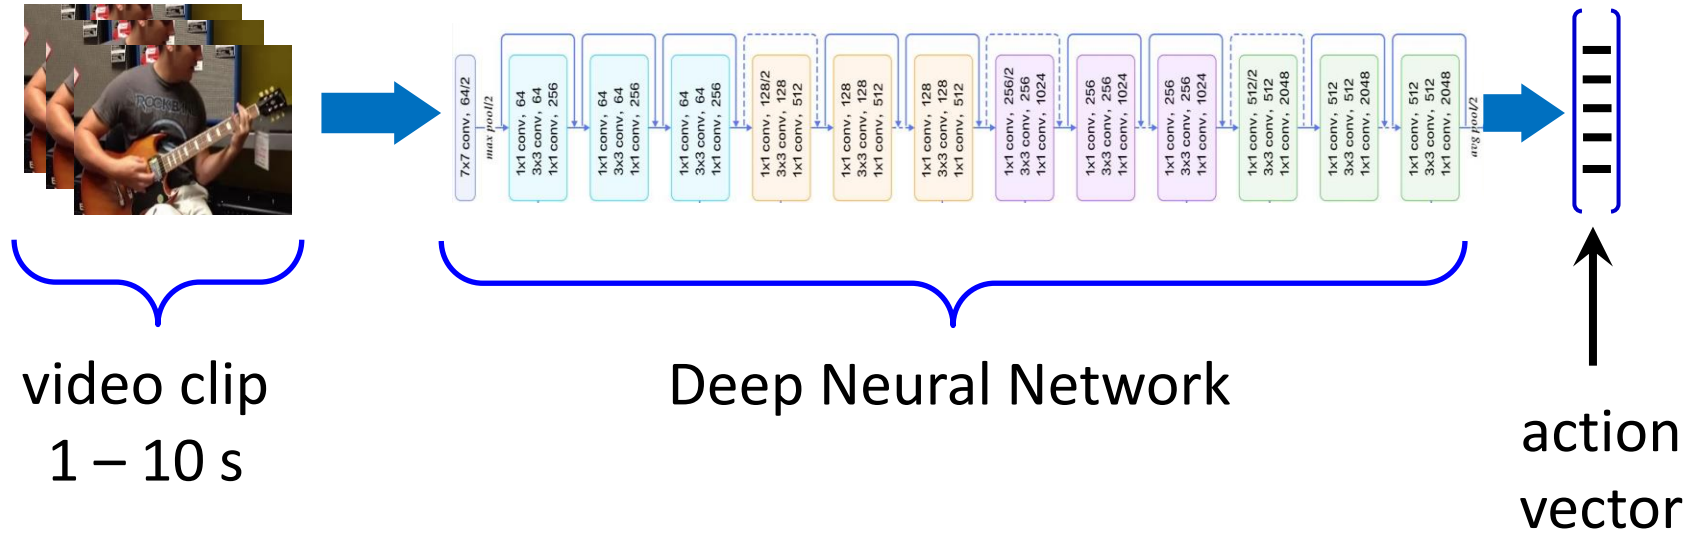 ROCK BAND
7x7 conv, 64/2
max pool/2
1x1 conv, 64
3x3 conv, 64
1x1 conv, 256
1x1 conv, 64
3x3 conv, 64
1x1 conv, 256
1x1 conv, 64
3x3 conv, 64
1x1 conv, 256
1x1 conv, 128/2
3x3 conv, 128
1x1 conv, 512
1x1 conv, 128
3x3 conv, 128
1x1 conv, 512
1x1 conv, 128
3x3 conv, 128
1x1 conv, 512
1x1 conv, 256/2
3x3 conv, 256
1x1 conv, 1024
1x1 conv, 256
3x3 conv, 256
1x1 conv, 1024
1x1 conv, 256
3x3 conv, 256
1x1 conv, 1024
1x1 conv, 512/2
3x3 conv, 512
1x1 conv, 2048
1x1 conv, 512
3x3 conv, 512
1x1 conv, 2048
1x1 conv, 512
3x3 conv, 512
1x1 conv, 2048
avg pool/2
video clip
1 – 10 s
Deep Neural Network
action
vector